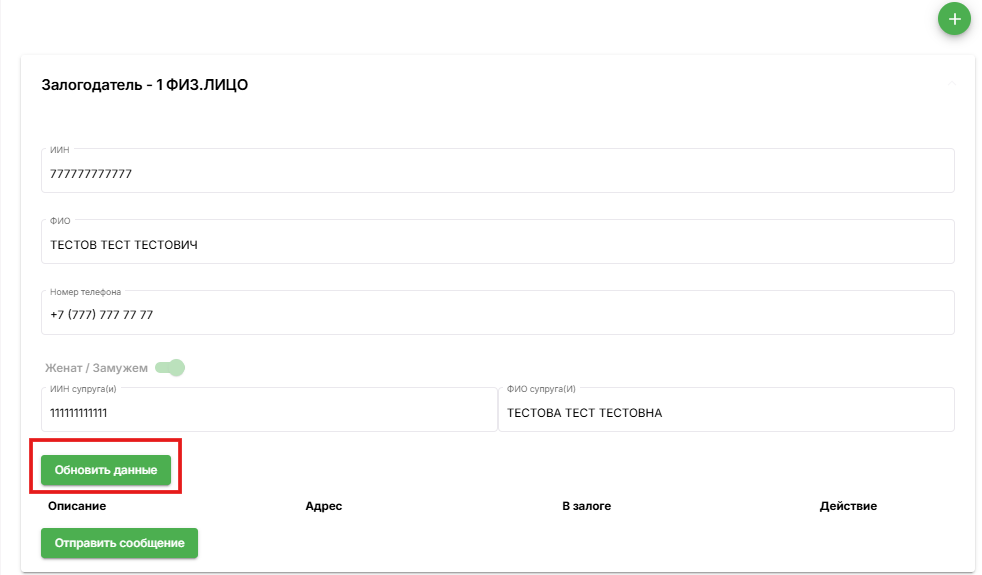 +
Залогодатель - 1 ФИЗ.ЛИЦО
ИИН
777777777777
ФИО
ТЕСТОВ ТЕСТ ТЕСТОВИЧ
Номер телефона
+7 (777) 777 77 77
Женат / Замужем
ИИН супруга(и) ФИО супруга(И)
111111111111 ТЕСТОВА ТЕСТ ТЕСТОВНА
Обновить данные
Описание Адрес В залоге Действие
Отправить сообщение